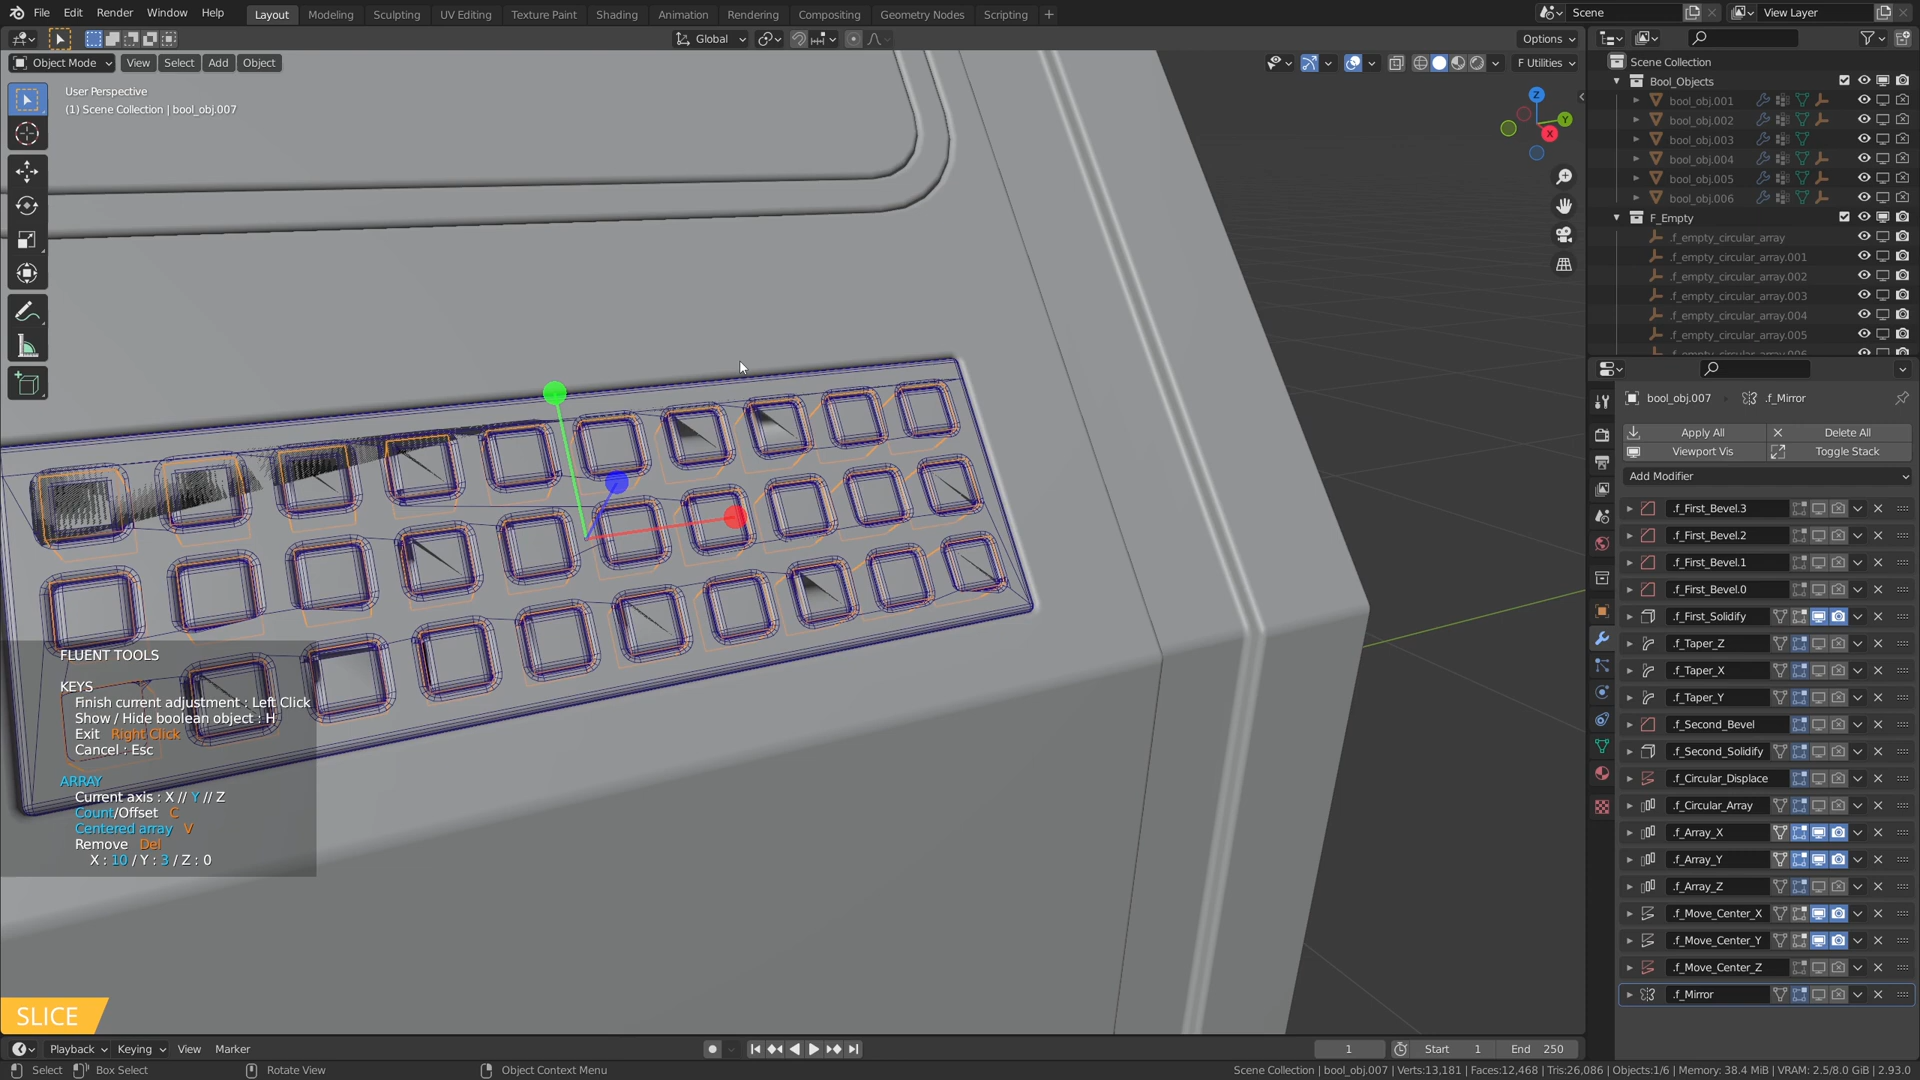 File Edit Render Window Help Layout Modeling Sculpting UV Editing Texture Paint Shading Animation Rendering Compositing Geometry Nodes Scripting + Scene View Layer
Global Options
Object Mode View Select Add Object F Utilities
User Perspective
(1) Scene Collection | bool_obj.007
Z
Y
X
Scene Collection
Bool_Objects
bool_obj.001
bool_obj.002
bool_obj.003
bool_obj.004
bool_obj.005
bool_obj.006
F_Empty
.f_empty_circular_array
.f_empty_circular_array.001
.f_empty_circular_array.002
.f_empty_circular_array.003
.f_empty_circular_array.004
.f_empty_circular_array.005
bool_obj.007 .f_Mirror
Apply All Delete All
Viewport Vis Toggle Stack
Add Modifier
.f_First_Bevel.3
.f_First_Bevel.2
.f_First_Bevel.1
.f_First_Bevel.0
.f_First_Solidify
.f_Taper_Z
.f_Taper_X
.f_Taper_Y
.f_Second_Bevel
.f_Second_Solidify
.f_Circular_Displace
.f_Circular_Array
.f_Array_X
.f_Array_Y
.f_Array_Z
.f_Move_Center_X
.f_Move_Center_Y
.f_Move_Center_Z
.f_Mirror
FLUENT TOOLS
KEYS
Finish current adjustment : Left Click
Show / Hide boolean object : H
Exit Right Click
Cancel : Esc
ARRAY
Current axis : X // Y // Z
Count/Offset C
Centered array V
Remove Del
X : 10 / Y : 3 / Z : 0
SLICE
Playback Keying View Marker 1 Start 1 End 250
Select Box Select Rotate View Object Context Menu Scene Collection | bool_obj.007 | Verts:13,181 | Faces:12,468 | Tris:26,086 | Objects:1/6 | Memory: 38.4 MiB | VRAM: 2.5/8.0 GiB | 2.93.0